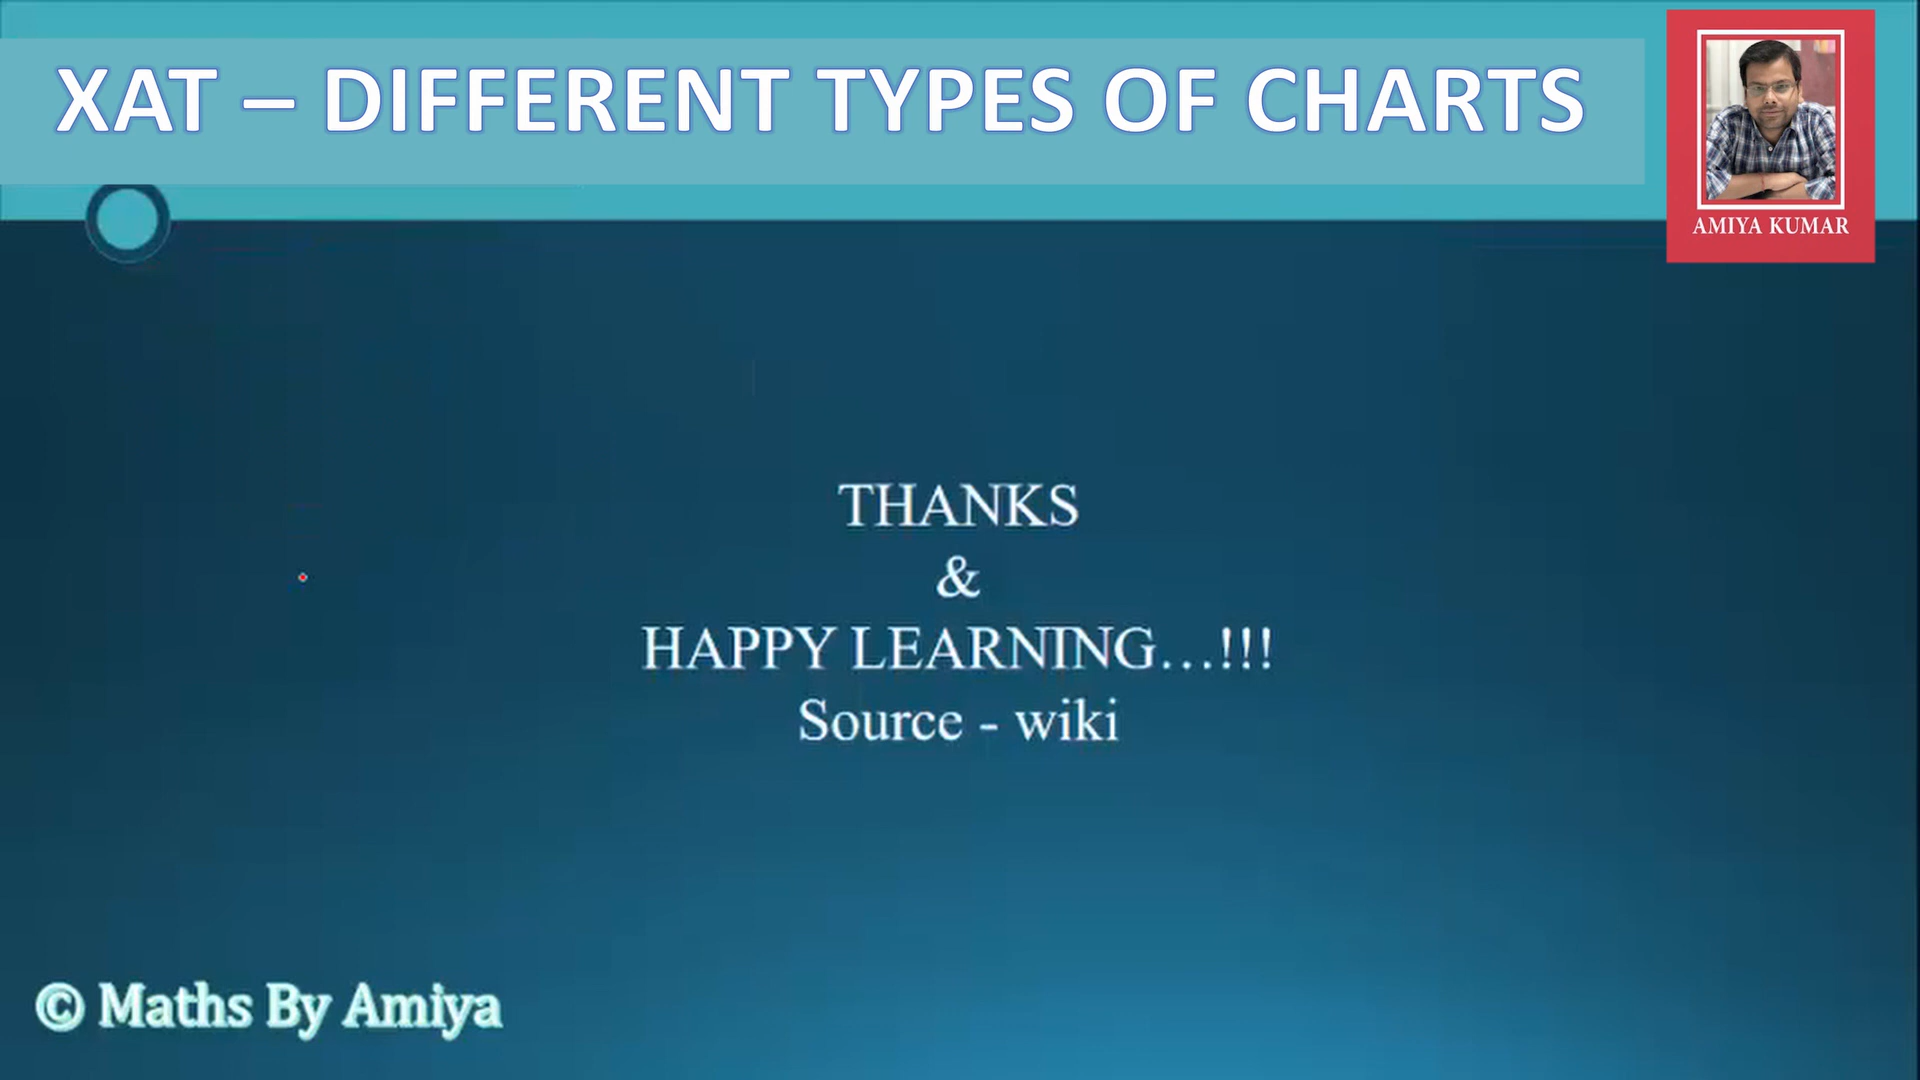 XAT – DIFFERENT TYPES OF CHARTS
AMIYA KUMAR
THANKS
&
HAPPY LEARNING…!!!
Source - wiki
© Maths By Amiya